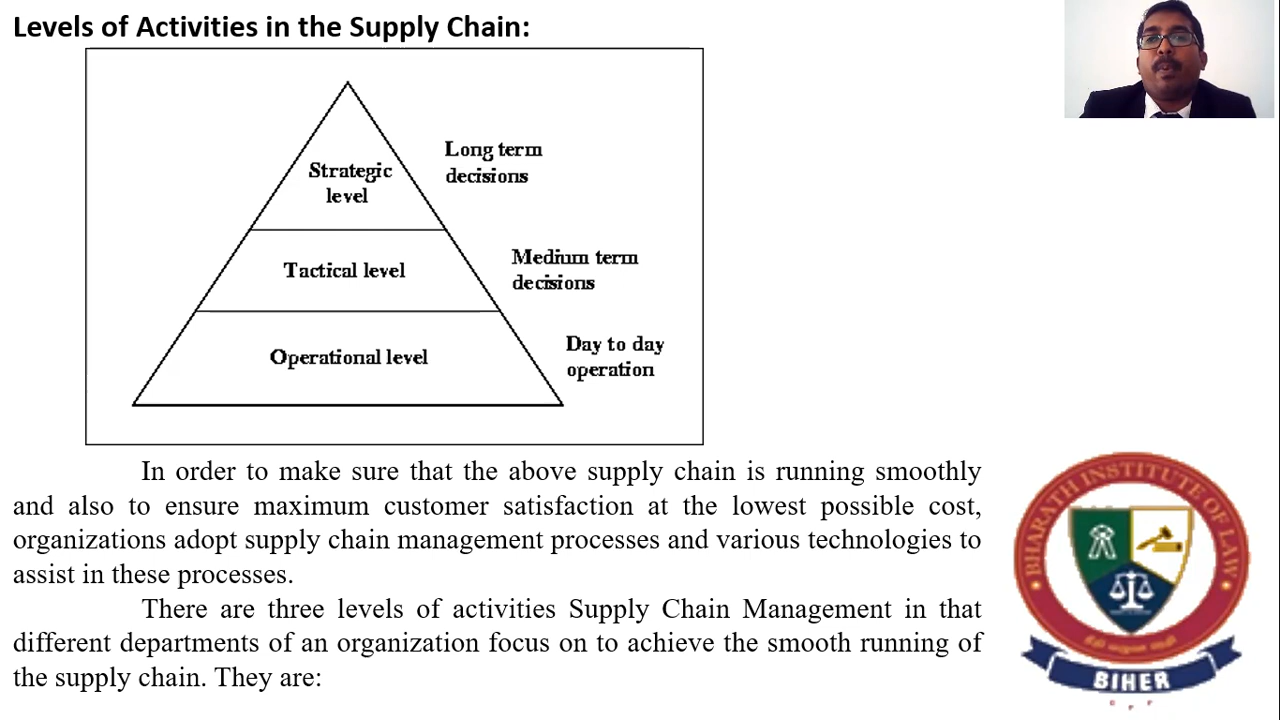 Levels of Activities in the Supply Chain:
Strategic
level
Long term
decisions
Tactical level
Medium term
decisions
Operational level
Day to day
operation
In order to make sure that the above supply chain is running smoothly
and also to ensure maximum customer satisfaction at the lowest possible cost,
organizations adopt supply chain management processes and various technologies to
assist in these processes.
There are three levels of activities Supply Chain Management in that
different departments of an organization focus on to achieve the smooth running of
the supply chain. They are:
BHARATH INSTITUTE OF LAW
BIHER